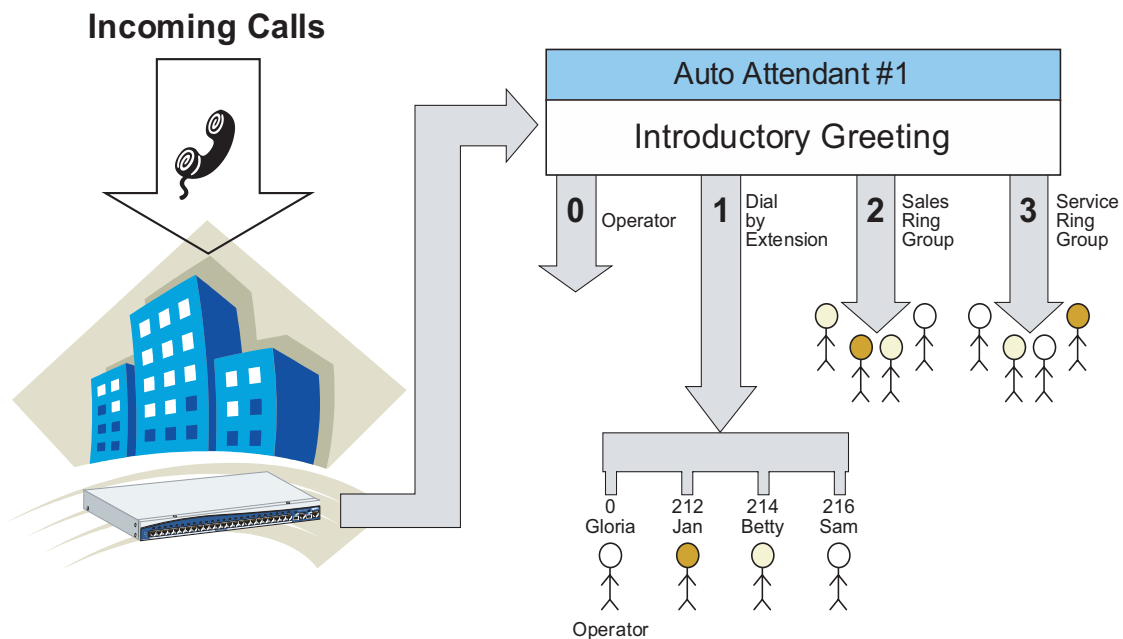 Incoming Calls
Auto Attendant #1
Introductory Greeting
0
Operator
1
Dial
by
Extension
2
Sales
Ring
Group
3
Service
Ring
Group
0
Gloria
212
Jan
214
Betty
216
Sam
Operator